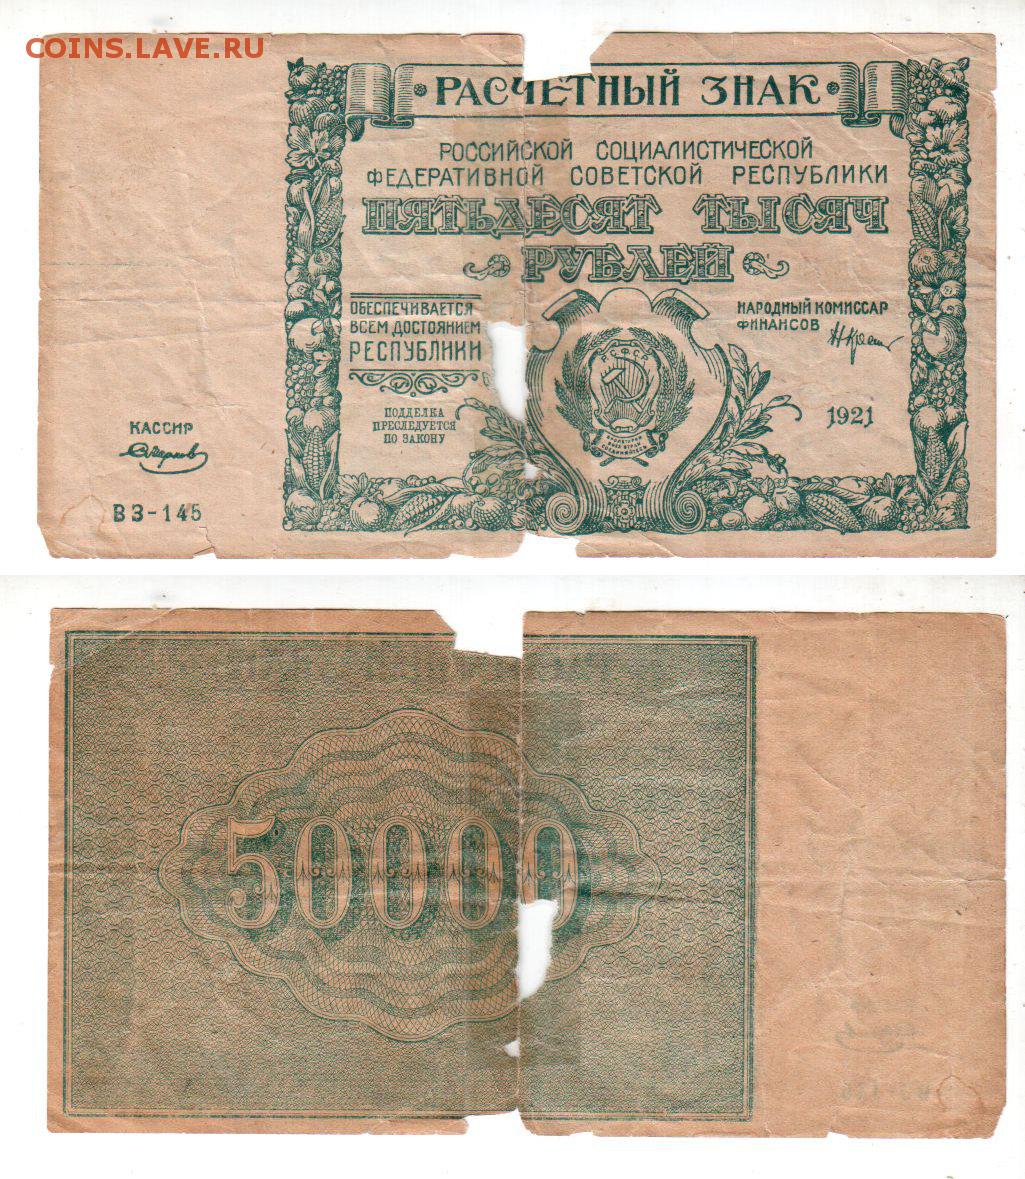 COINS.LAVE.RU
РАСЧЕТНЫЙ ЗНАК
РОССИЙСКОЙ СОЦИАЛИСТИЧЕСКОЙ
ФЕДЕРАТИВНОЙ СОВЕТСКОЙ РЕСПУБЛИКИ
ПЯТЬДЕСЯТ ТЫСЯЧ
РУБЛЕЙ
ОБЕСПЕЧИВАЕТСЯ
ВСЕМ ДОСТОЯНИЕМ
РЕСПУБЛИКИ
ПОДДЕЛКА
ПРЕСЛЕДУЕТСЯ
ПО ЗАКОНУ
РСФСР
НАРОДНЫЙ КОМИССАР
ФИНАНСОВ
1921
КАССИР
ВЗ-145
50000